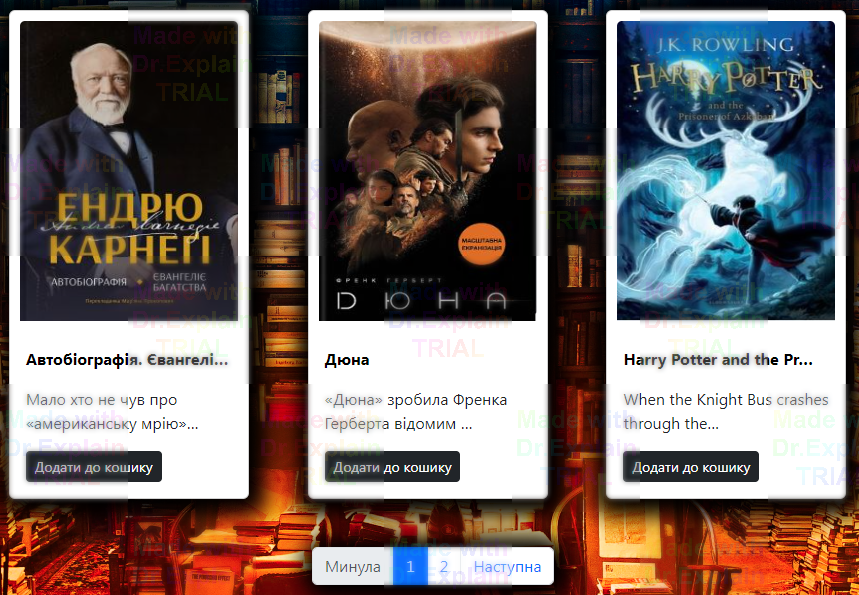 ЕНДРЮ
КАРНЕГІ
Andrew Carnegie
АВТОБІОГРАФІЯ
ЄВАНГЕЛІЄ
БАГАТСТВА
Автобіографія. Євангелі...
Мало хто не чув про
«американську мрію»...
Додати до кошику
МАСШТАБНА
ЕКРАНІЗАЦІЯ
ФРЕНК ГЕРБЕРТ
ДЮНА
Дюна
«Дюна» зробила Френка
Герберта відомим ...
Додати до кошику
J.K. ROWLING
HARRY POTTER
and the
Prisoner of Azkaban
Harry Potter and the Pr...
When the Knight Bus crashes
through the...
Додати до кошику
Минула 1 2 Наступна
Made with
Dr.Explain
TRIAL